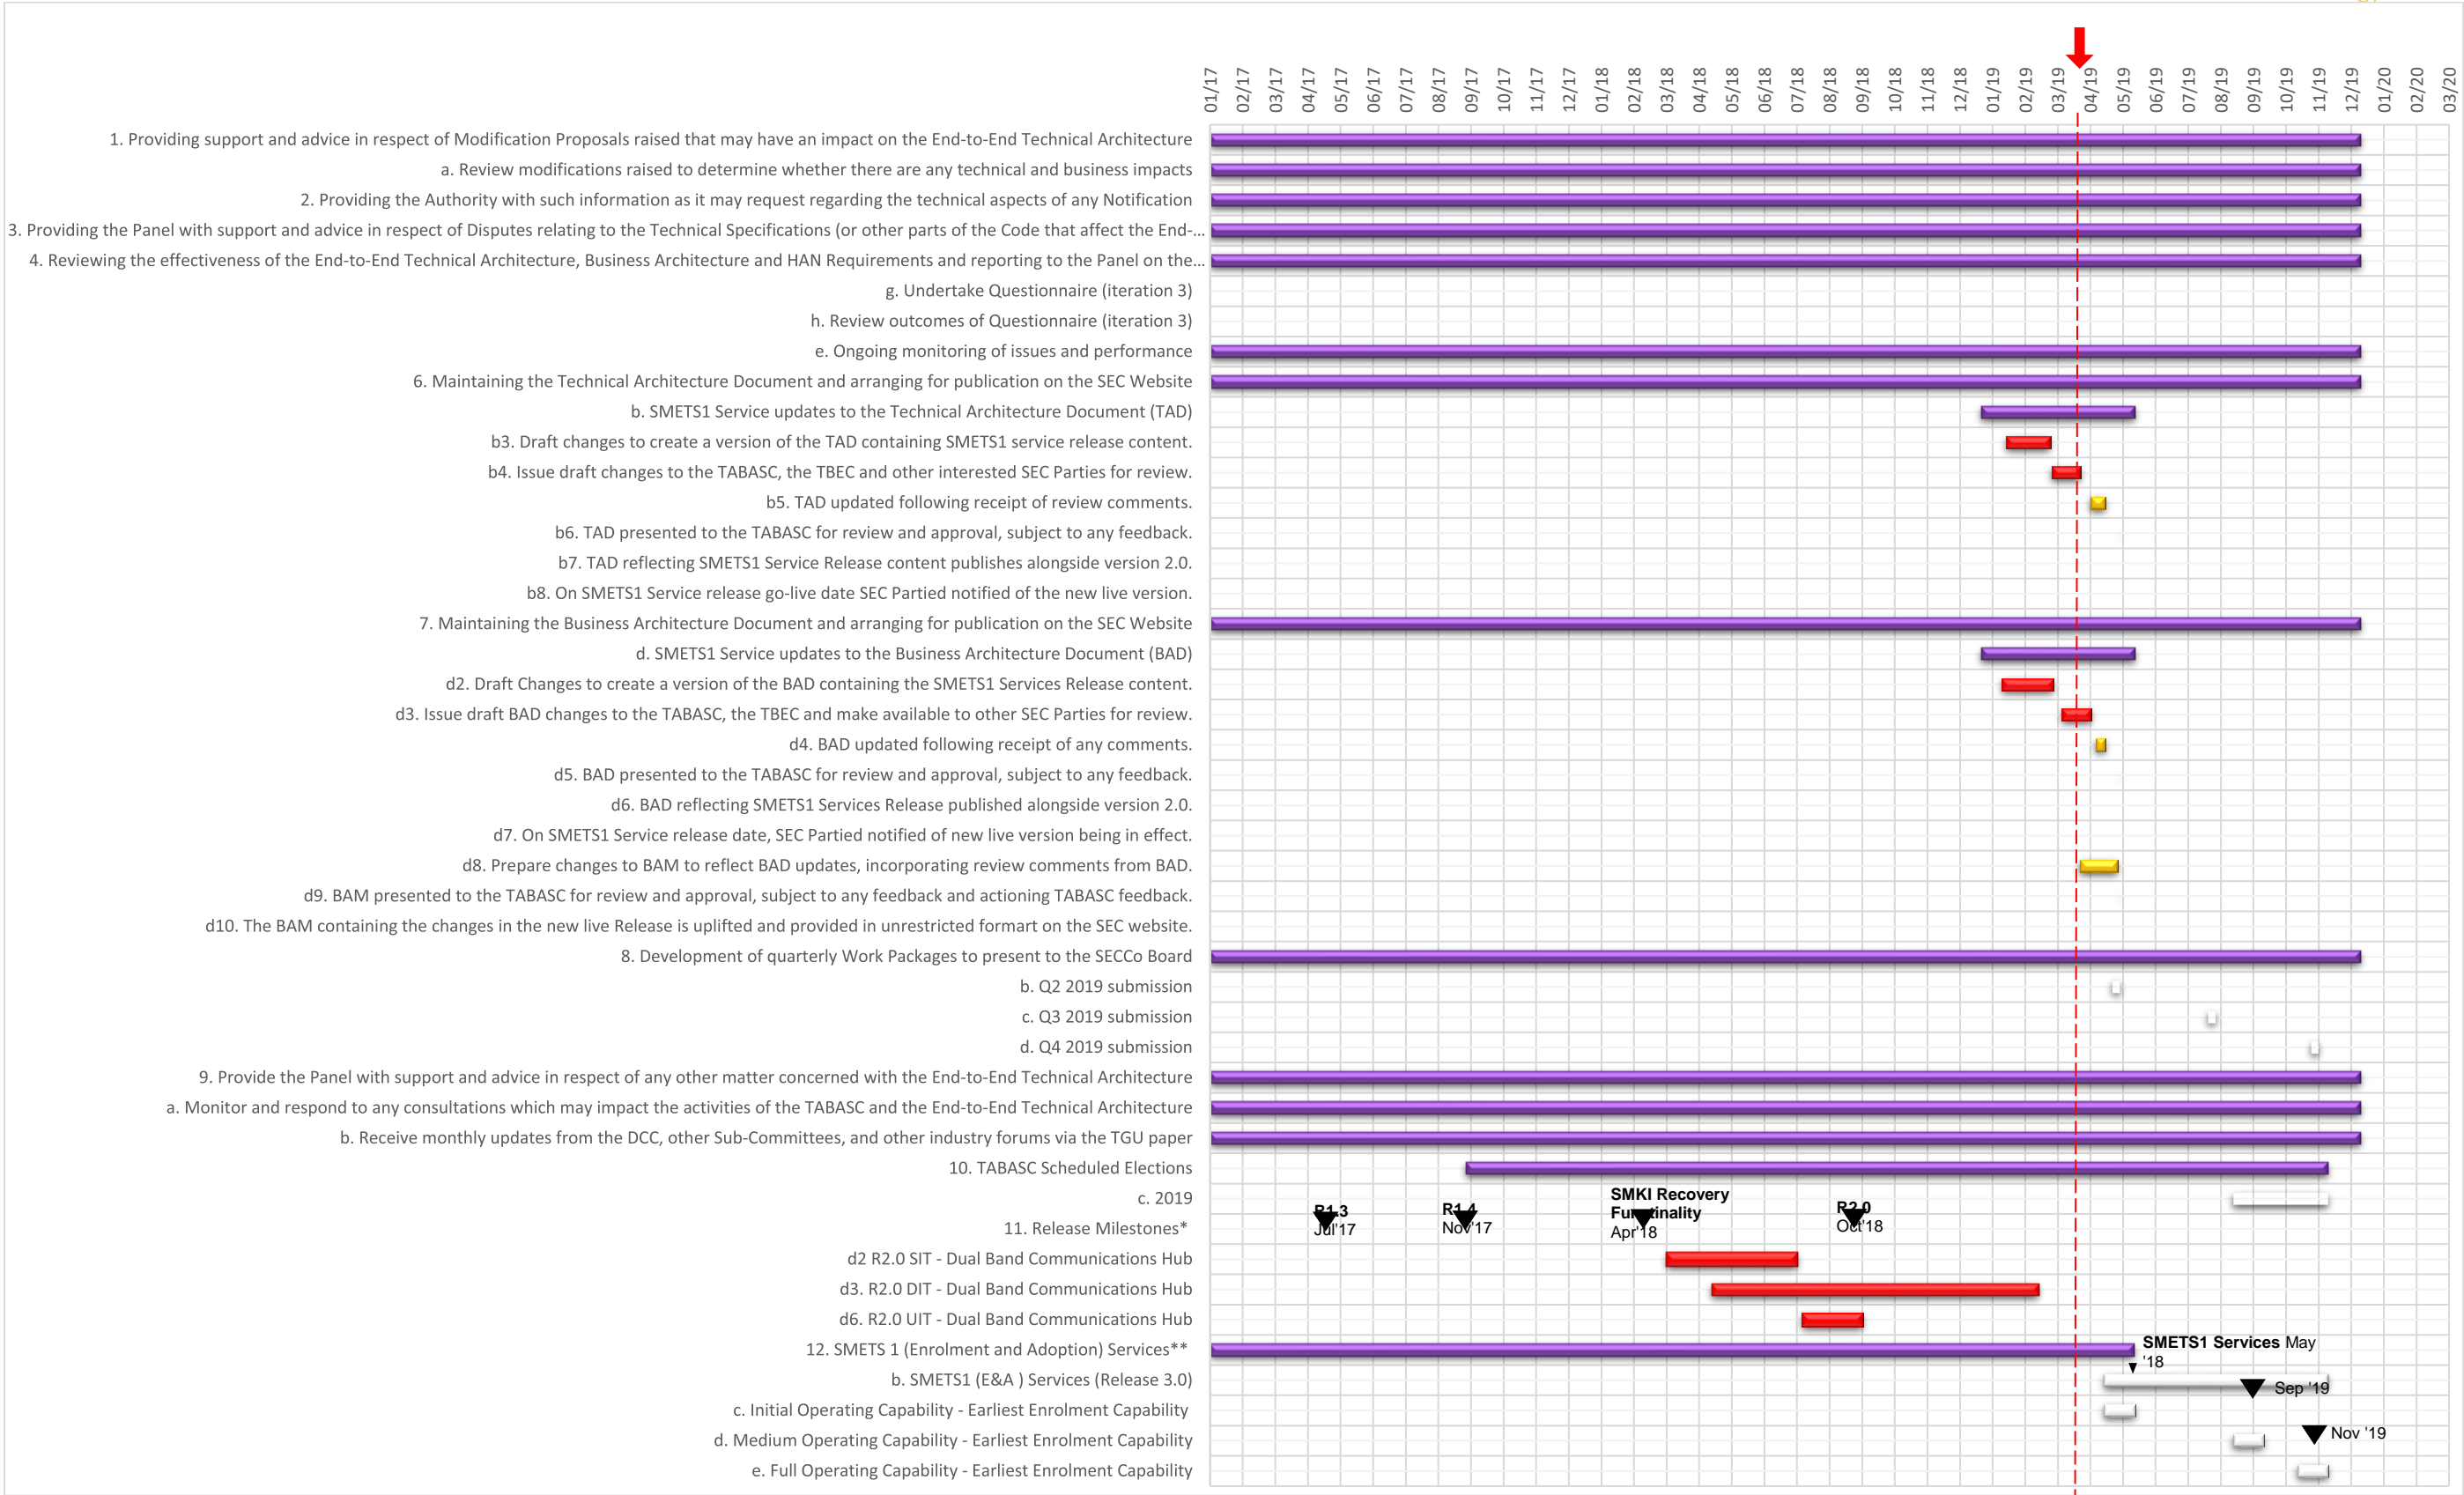 01/17 02/17 03/17 04/17 05/17 06/17 07/17 08/17 09/17 10/17 11/17 12/17 01/18 02/18 03/18 04/18 05/18 06/18 07/18 08/18 09/18 10/18 11/18 12/18 01/19 02/19 03/19 04/19 05/19 06/19 07/19 08/19 09/19 10/19 11/19 12/19 01/20 02/20 03/20
1. Providing support and advice in respect of Modification Proposals raised that may have an impact on the End-to-End Technical Architecture
a. Review modifications raised to determine whether there are any technical and business impacts
2. Providing the Authority with such information as it may request regarding the technical aspects of any Notification
3. Providing the Panel with support and advice in respect of Disputes relating to the Technical Specifications (or other parts of the Code that affect the End-...
4. Reviewing the effectiveness of the End-to-End Technical Architecture, Business Architecture and HAN Requirements and reporting to the Panel on the...
g. Undertake Questionnaire (iteration 3)
h. Review outcomes of Questionnaire (iteration 3)
e. Ongoing monitoring of issues and performance
6. Maintaining the Technical Architecture Document and arranging for publication on the SEC Website
b. SMETS1 Service updates to the Technical Architecture Document (TAD)
b3. Draft changes to create a version of the TAD containing SMETS1 service release content.
b4. Issue draft changes to the TABASC, the TBEC and other interested SEC Parties for review.
b5. TAD updated following receipt of review comments.
b6. TAD presented to the TABASC for review and approval, subject to any feedback.
b7. TAD reflecting SMETS1 Service Release content publishes alongside version 2.0.
b8. On SMETS1 Service release go-live date SEC Partied notified of the new live version.
7. Maintaining the Business Architecture Document and arranging for publication on the SEC Website
d. SMETS1 Service updates to the Business Architecture Document (BAD)
d2. Draft Changes to create a version of the BAD containing the SMETS1 Services Release content.
d3. Issue draft BAD changes to the TABASC, the TBEC and make available to other SEC Parties for review.
d4. BAD updated following receipt of any comments.
d5. BAD presented to the TABASC for review and approval, subject to any feedback.
d6. BAD reflecting SMETS1 Services Release published alongside version 2.0.
d7. On SMETS1 Service release date, SEC Partied notified of new live version being in effect.
d8. Prepare changes to BAM to reflect BAD updates, incorporating review comments from BAD.
d9. BAM presented to the TABASC for review and approval, subject to any feedback and actioning TABASC feedback.
d10. The BAM containing the changes in the new live Release is uplifted and provided in unrestricted formart on the SEC website.
8. Development of quarterly Work Packages to present to the SECCo Board
b. Q2 2019 submission
c. Q3 2019 submission
d. Q4 2019 submission
9. Provide the Panel with support and advice in respect of any other matter concerned with the End-to-End Technical Architecture
a. Monitor and respond to any consultations which may impact the activities of the TABASC and the End-to-End Technical Architecture
b. Receive monthly updates from the DCC, other Sub-Committees, and other industry forums via the TGU paper
10. TABASC Scheduled Elections
c. 2019
11. Release Milestones*
R1.3
Jul'17
R1.4
Nov'17
SMKI Recovery
Functinality
Apr'18
R2.0
Oct'18
d2 R2.0 SIT - Dual Band Communications Hub
d3. R2.0 DIT - Dual Band Communications Hub
d6. R2.0 UIT - Dual Band Communications Hub
12. SMETS 1 (Enrolment and Adoption) Services**
SMETS1 Services May
'18
b. SMETS1 (E&A ) Services (Release 3.0)
Sep '19
c. Initial Operating Capability - Earliest Enrolment Capability
d. Medium Operating Capability - Earliest Enrolment Capability
Nov '19
e. Full Operating Capability - Earliest Enrolment Capability